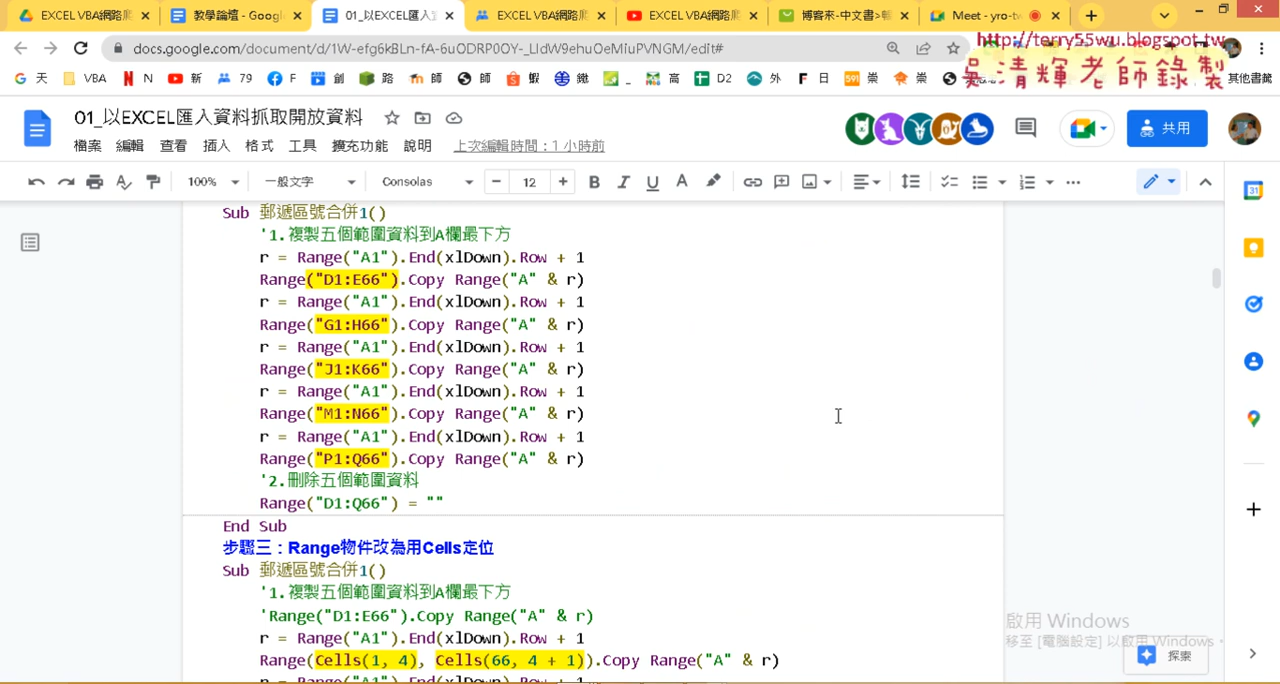 EXCEL VBA網路爬
教學論壇 - Google
01_以EXCEL匯入資
EXCEL VBA網路爬
EXCEL VBA網路爬
博客來-中文書>暢
Meet - yro-tv
docs.google.com/document/d/1W-efg6kBLn-fA-6uODRP0OY-_LIdW9ehuOeMiuPVNGM/edit#
http://terry55wu.blogspot.tw
吳清輝老師錄製
天 VBA N 新 79 F 創 路 師 師 蝦 維 高 D2 外 日 崇 崇 其他書籤
01_以EXCEL匯入資料抓取開放資料
共用
檔案 編輯 查看 插入 格式 工具 擴充功能 說明 上次編輯時間：1 小時前
100% 一般文字 Consolas 12 B I U A
Sub 郵遞區號合併1()
'1.複製五個範圍資料到A欄最下方
r = Range("A1").End(xlDown).Row + 1
Range("D1:E66").Copy Range("A" & r)
r = Range("A1").End(xlDown).Row + 1
Range("G1:H66").Copy Range("A" & r)
r = Range("A1").End(xlDown).Row + 1
Range("J1:K66").Copy Range("A" & r)
r = Range("A1").End(xlDown).Row + 1
Range("M1:N66").Copy Range("A" & r)
r = Range("A1").End(xlDown).Row + 1
Range("P1:Q66").Copy Range("A" & r)
'2.刪除五個範圍資料
Range("D1:Q66") = ""
End Sub
步驟三：Range物件改為用Cells定位
Sub 郵遞區號合併1()
'1.複製五個範圍資料到A欄最下方
'Range("D1:E66").Copy Range("A" & r)
r = Range("A1").End(xlDown).Row + 1
Range(Cells(1, 4), Cells(66, 4 + 1)).Copy Range("A" & r)
r = Range("A1").End(xlDown).Row + 1
啟用 Windows
移至 [電腦設定] 以啟用 Windows。
探索